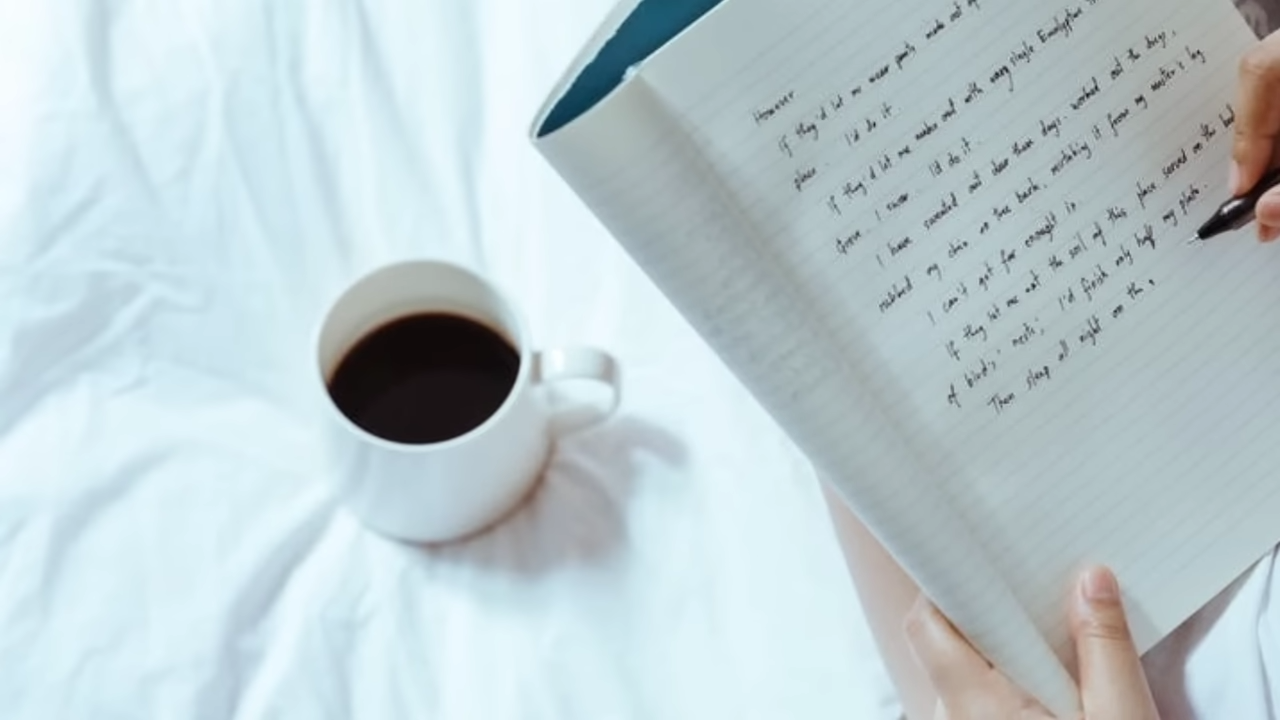 However
If they'd let me wear pants made out of
place. I'd do it.
If they'd let me make out with every single Eucalyptus
grove I swear I'd do it.
I have sweated out dear than days. worked out the days,
rubbed my chin on the bark. mistaking it from my master's leg
I can't get far enough in
If they let me eat the soil of this place served on the bed
of birds' nests', I'd finish only half my plate.
Then sleep all night on the